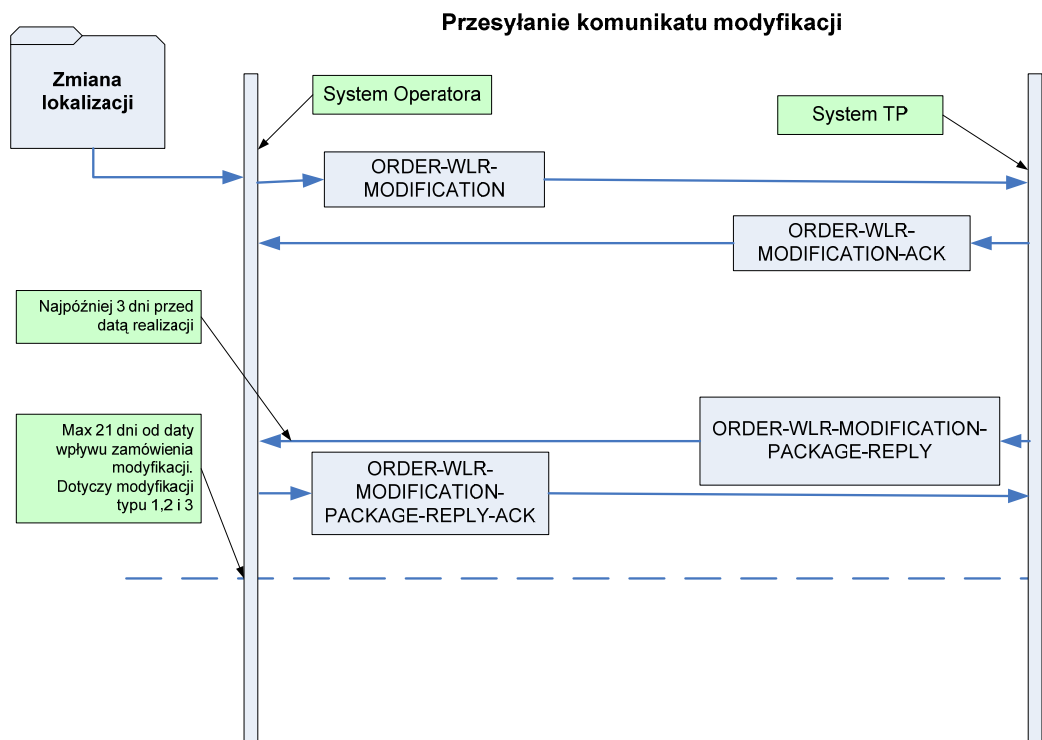 Przesyłanie komunikatu modyfikacji
Zmiana
lokalizacji
System Operatora
System TP
ORDER-WLR-
MODIFICATION
ORDER-WLR-
MODIFICATION-ACK
Najpóźniej 3 dni przed
datą realizacji
Max 21 dni od daty
wpływu zamówienia
modyfikacji.
Dotyczy modyfikacji
typu 1,2 i 3
ORDER-WLR-MODIFICATION-
PACKAGE-REPLY
ORDER-WLR-
MODIFICATION-
PACKAGE-REPLY-ACK